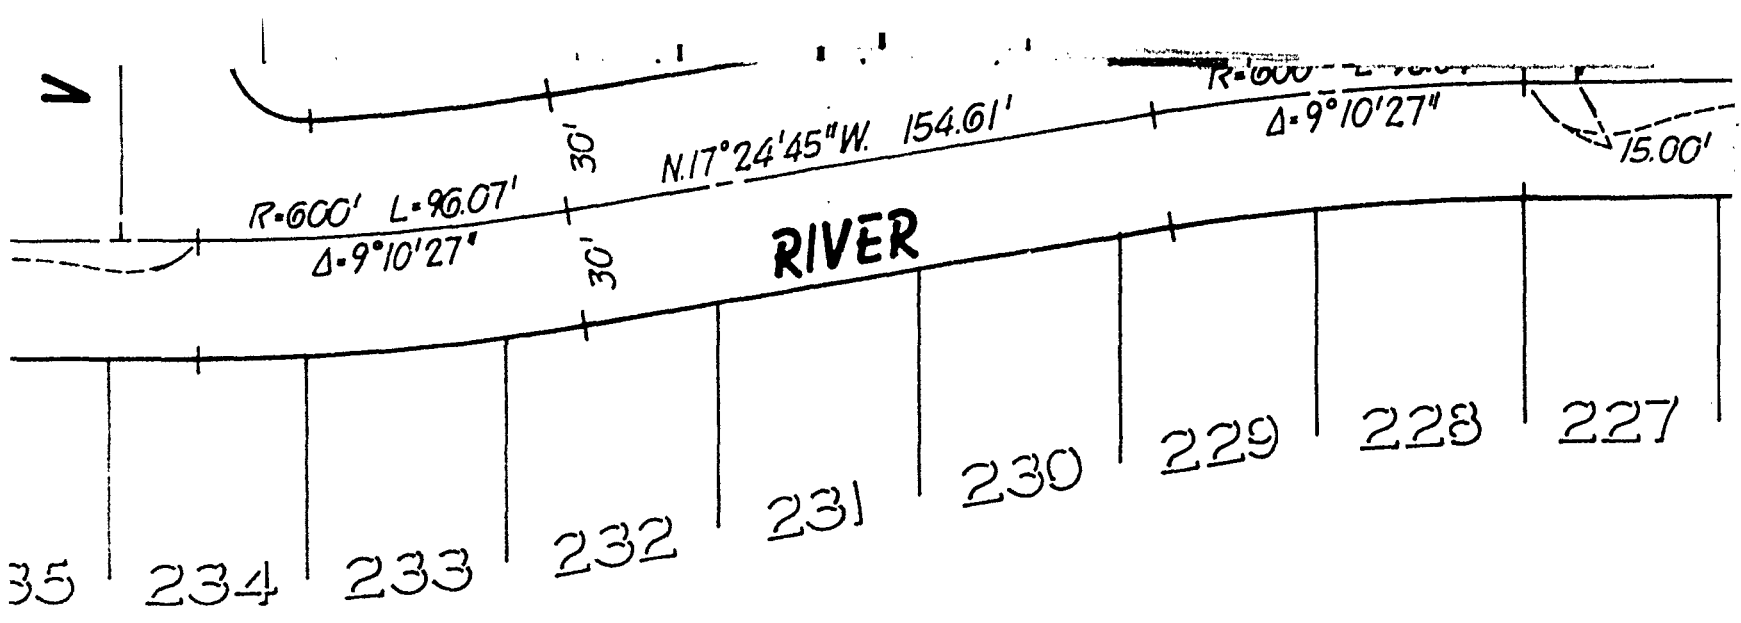 R=600'
Δ=9°10'27"
15.00'
N.17°24'45"W. 154.61'
30'
R=600' L=96.07'
Δ=9°10'27"
30'
RIVER
35 234 233 232 231 230 229 228 227